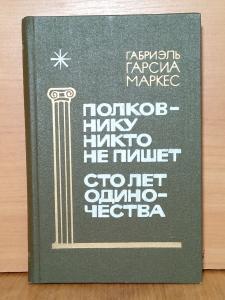 ГАБРИЭЛЬ
ГАРСИА
МАРКЕС
ПОЛКОВ-
НИКУ
НИКТО
НЕ ПИШЕТ
СТО ЛЕТ
ОДИНО-
ЧЕСТВА